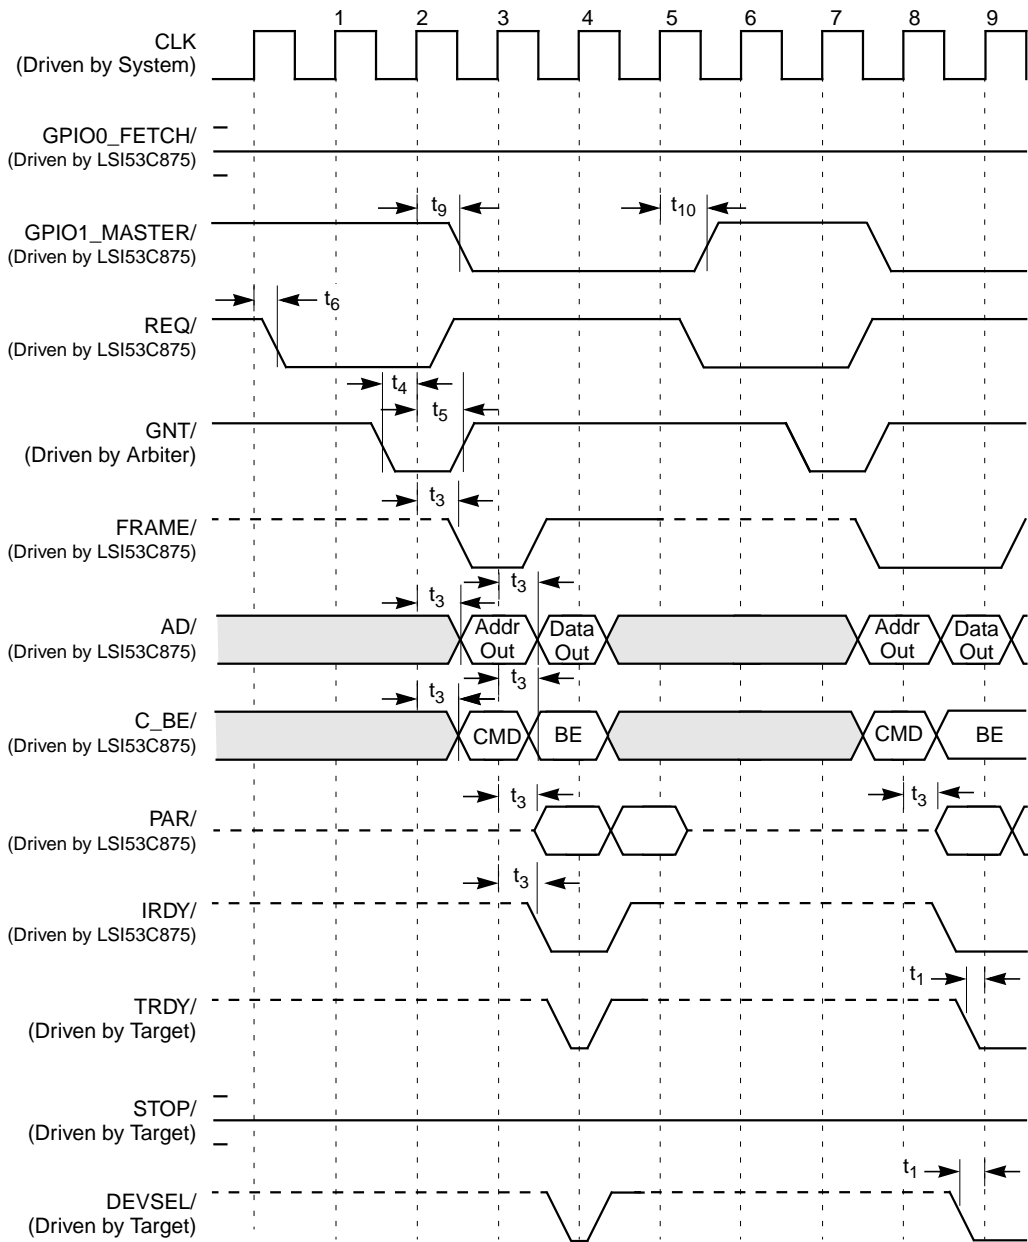 1 2 3 4 5 6 7 8 9
CLK
(Driven by System)
GPIO0_FETCH/
(Driven by LSI53C875)
t9 t10
GPIO1_MASTER/
(Driven by LSI53C875)
t6
REQ/
(Driven by LSI53C875)
t4
t5
GNT/
(Driven by Arbiter)
t3
FRAME/
(Driven by LSI53C875)
t3
t3
AD/
(Driven by LSI53C875)
Addr Out
Data Out
Addr Out
Data Out
t3
t3
C_BE/
(Driven by LSI53C875)
CMD BE CMD BE
t3 t3
PAR/
(Driven by LSI53C875)
t3
IRDY/
(Driven by LSI53C875)
t1
TRDY/
(Driven by Target)
STOP/
(Driven by Target)
t1
DEVSEL/
(Driven by Target)